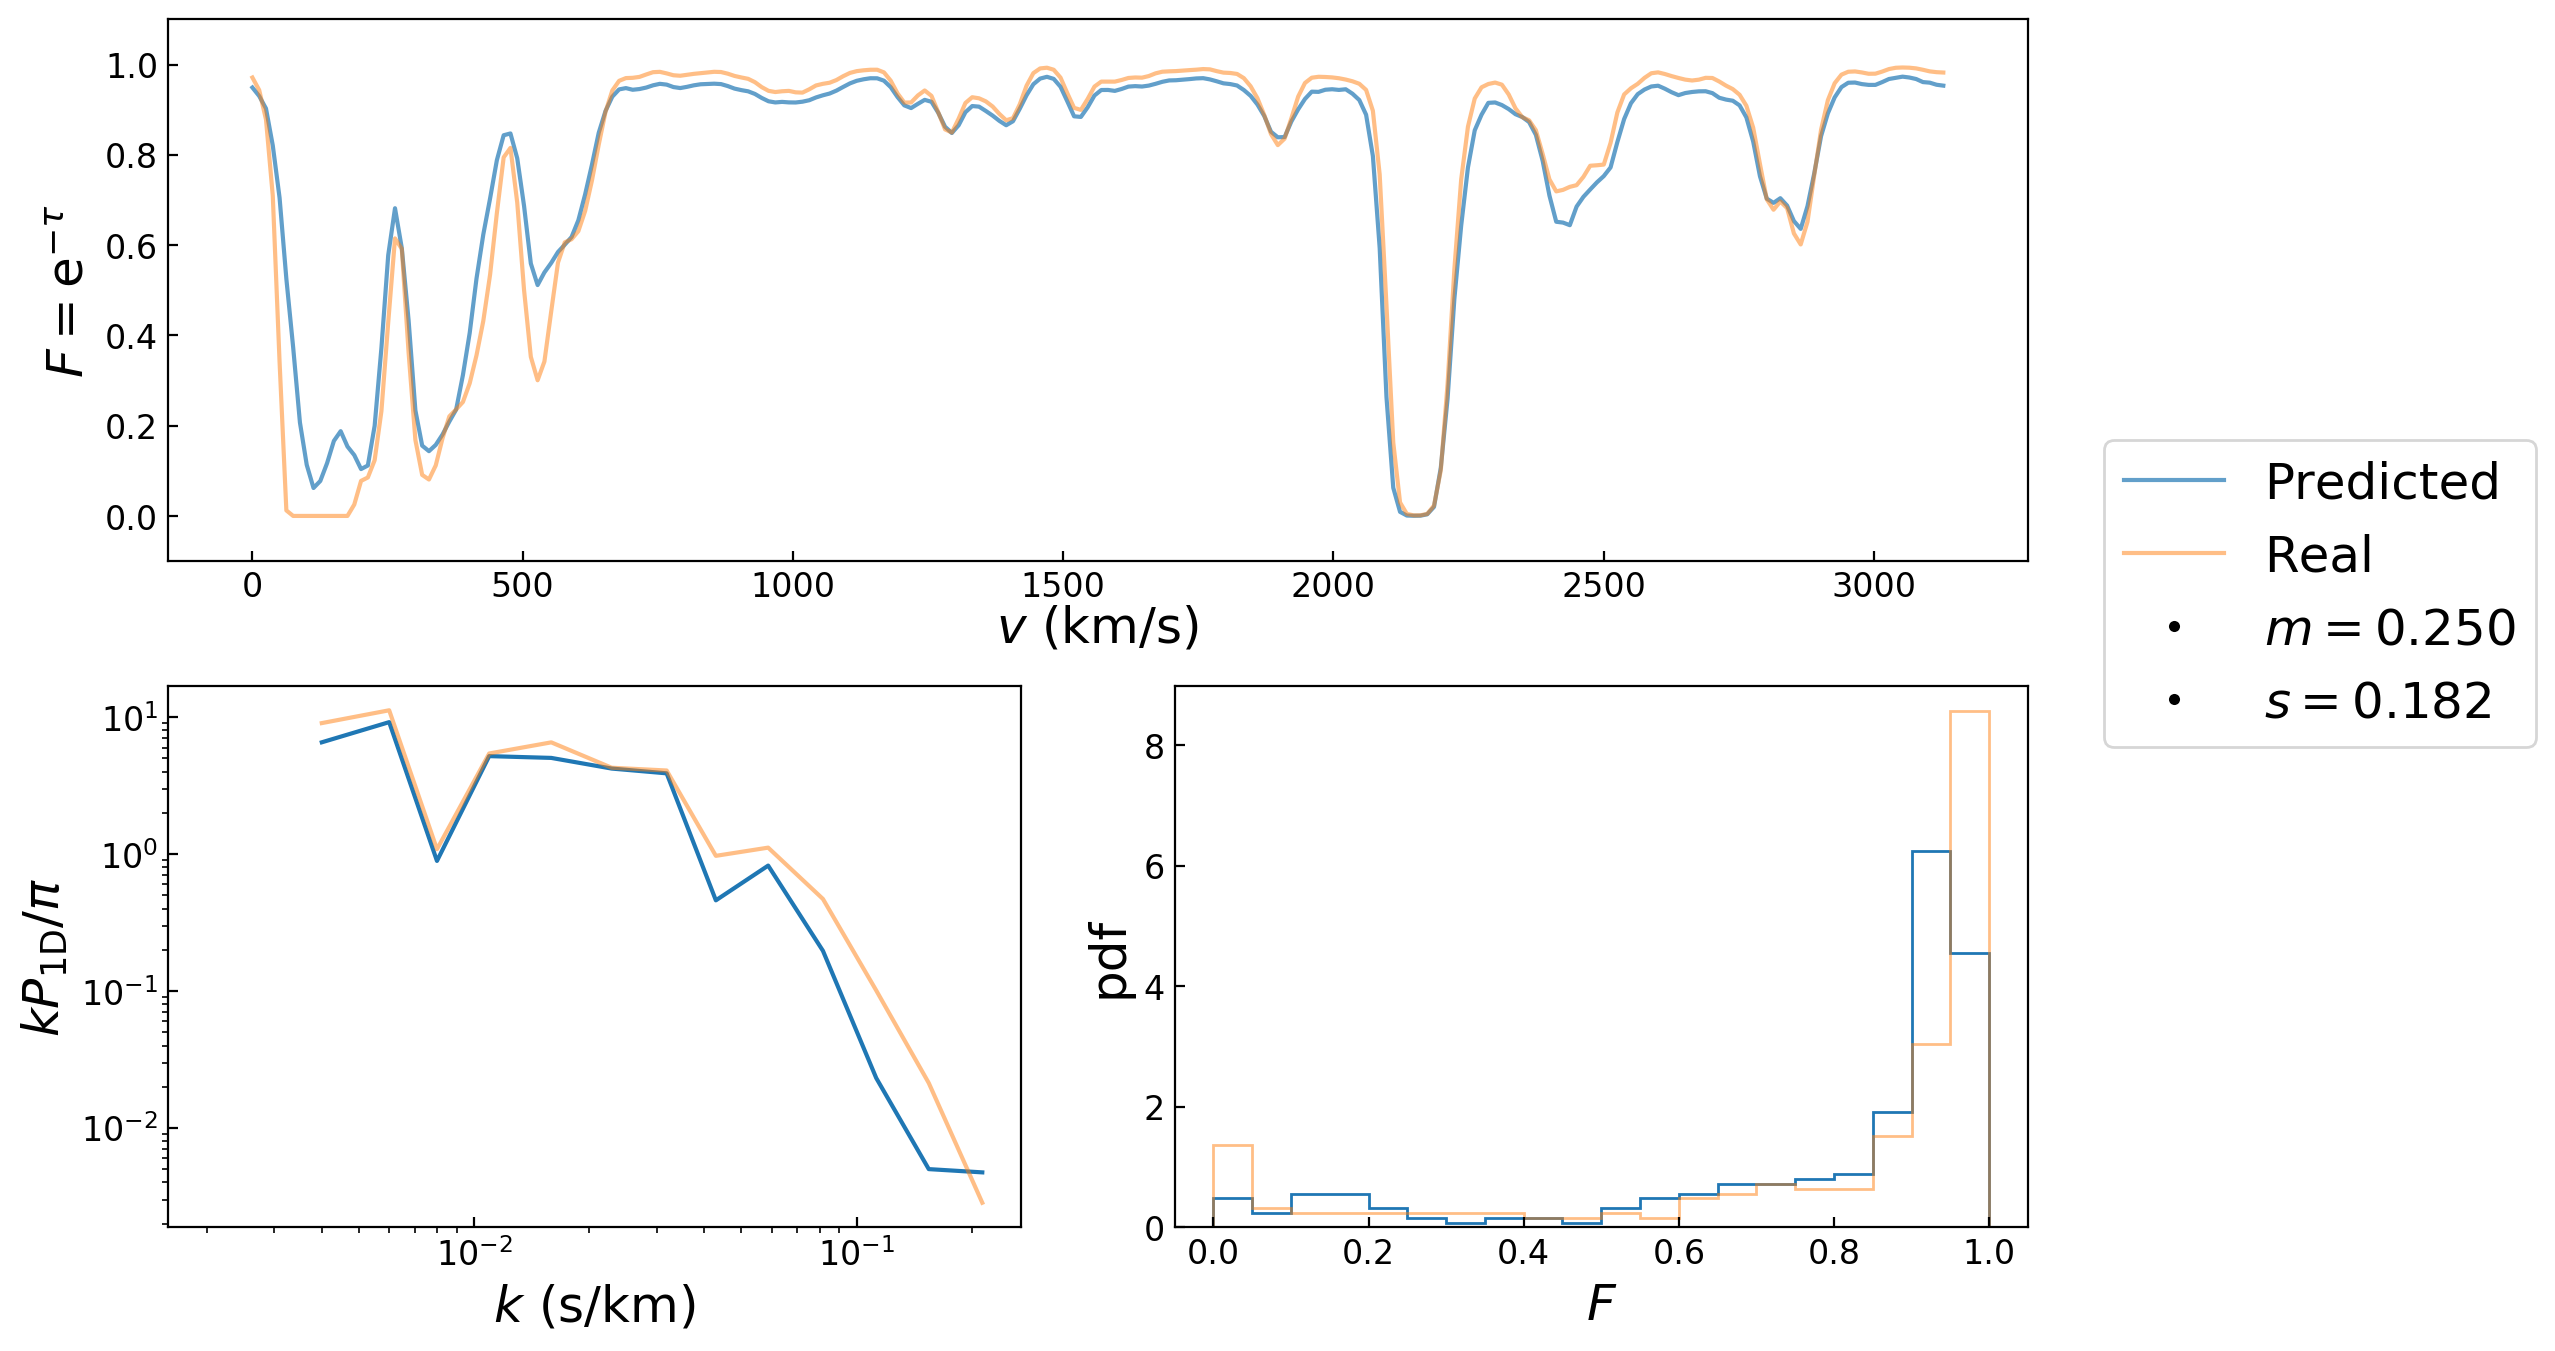 1.0
0.8
0.6
0.4
0.2
0.0
F = e^{−τ}
0 500 1000 1500 2000 2500 3000
v (km/s)
Predicted
Real
m = 0.250
s = 0.182
10^1
10^0
10^{−1}
10^{−2}
kP_{1D}/π
10^{−2} 10^{−1}
k (s/km)
8
6
4
2
0
pdf
0.0 0.2 0.4 0.6 0.8 1.0
F